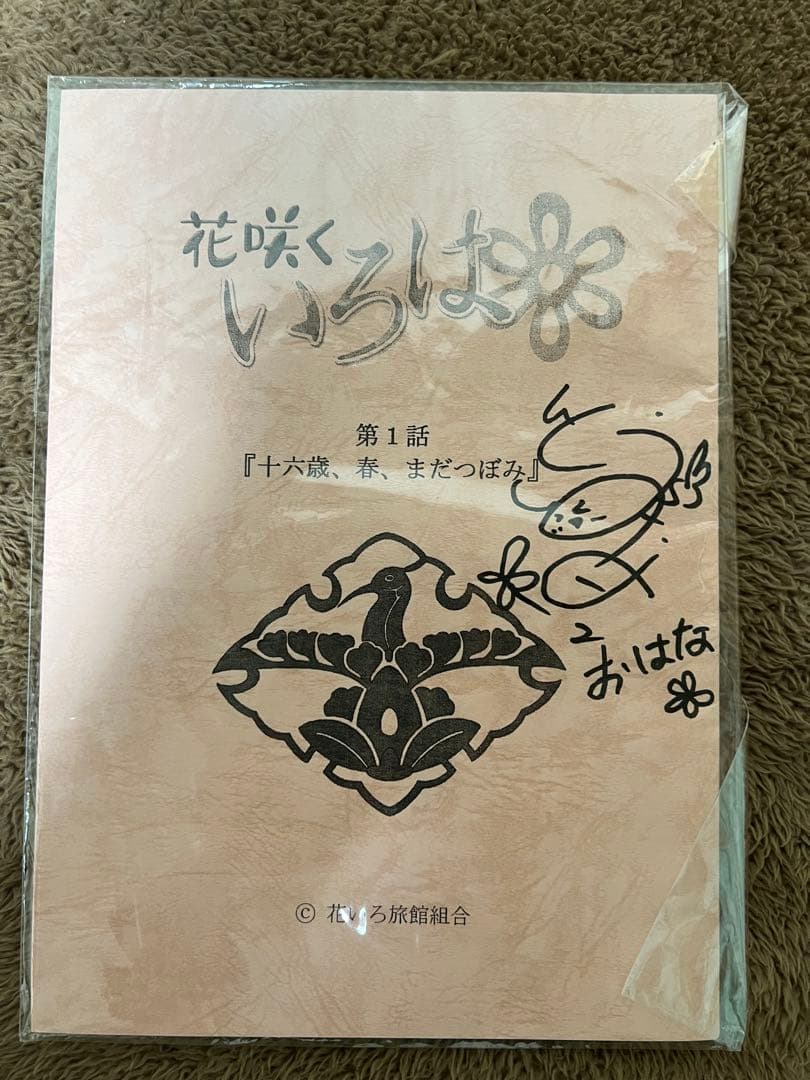 花咲く
いろは
第1話
『十六歳、春、まだつぼみ』
おはな
© 花いろ旅館組合